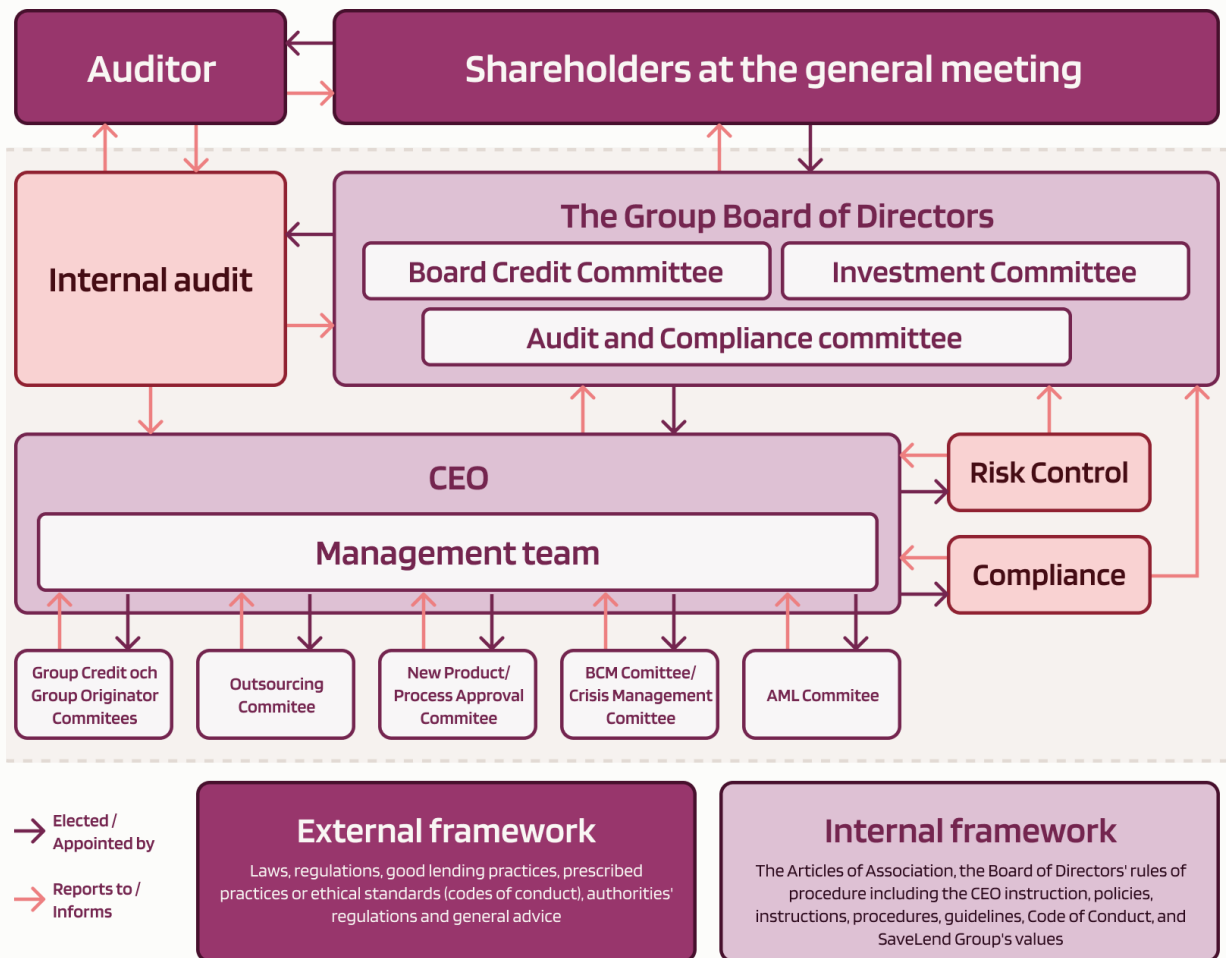 Auditor
Shareholders at the general meeting
Internal audit
The Group Board of Directors
Board Credit Committee
Investment Committee
Audit and Compliance committee
CEO
Management team
Risk Control
Compliance
Group Credit och
Group Originator
Commitees
Outsourcing
Commitee
New Product/
Process Approval
Commitee
BCM Comittee/
Crisis Management
Comittee
AML Commitee
Elected /
Appointed by
Reports to /
Informs
External framework
Laws, regulations, good lending practices, prescribed
practices or ethical standards (codes of conduct), authorities'
regulations and general advice
Internal framework
The Articles of Association, the Board of Directors' rules of
procedure including the CEO instruction, policies,
instructions, procedures, guidelines, Code of Conduct, and
SaveLend Group's values